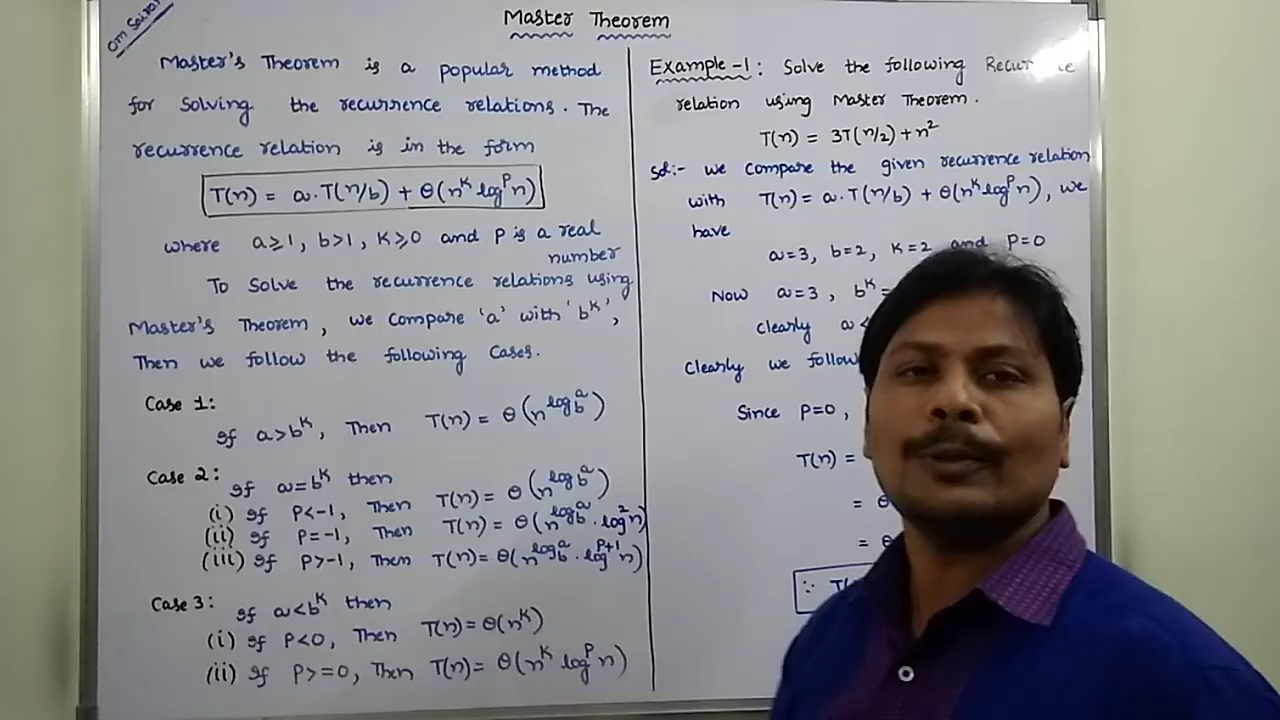 Om Sairam
Master Theorem
Master's Theorem is a popular method
for solving the recurrence relations. The
recurrence relation is in the form
T(n) = a.T(n/b) + θ(n^k log^p n)
where a≥1, b>1, k≥0 and P is a real
number
To Solve the recurrence relations using
Master's Theorem, we compare 'a' with 'b^k',
Then we follow the following Cases.
Case 1:
If a>b^k, Then T(n) = θ(n^log_b^a)
Case 2:
If a=b^k then
(i) If P<-1, Then T(n) = θ(n^log_b^a)
(ii) If P=-1, Then T(n) = θ(n^log_b^a . log^2 n)
(iii) If P>-1, Then T(n) = θ(n^log_b^a . log^p+1 n)
Case 3:
If a<b^k then
(i) If P<0, Then T(n) = θ(n^k)
(ii) If P>=0, Then T(n) = θ(n^k log^p n)
Example-1: Solve the following
relation using Master Theorem.
T(n) = 3T(n/2) + n^2
Sol:- we compare the given recurrence relation
with T(n) = a.T(n/b) + θ(n^k log^p n), we
have
a=3, b=2, k=2 and P=0
Now a=3, b^k=
Clearly a<
Clearly we follow
Since P=0,
T(n) =
= θ
= θ
∵ T(